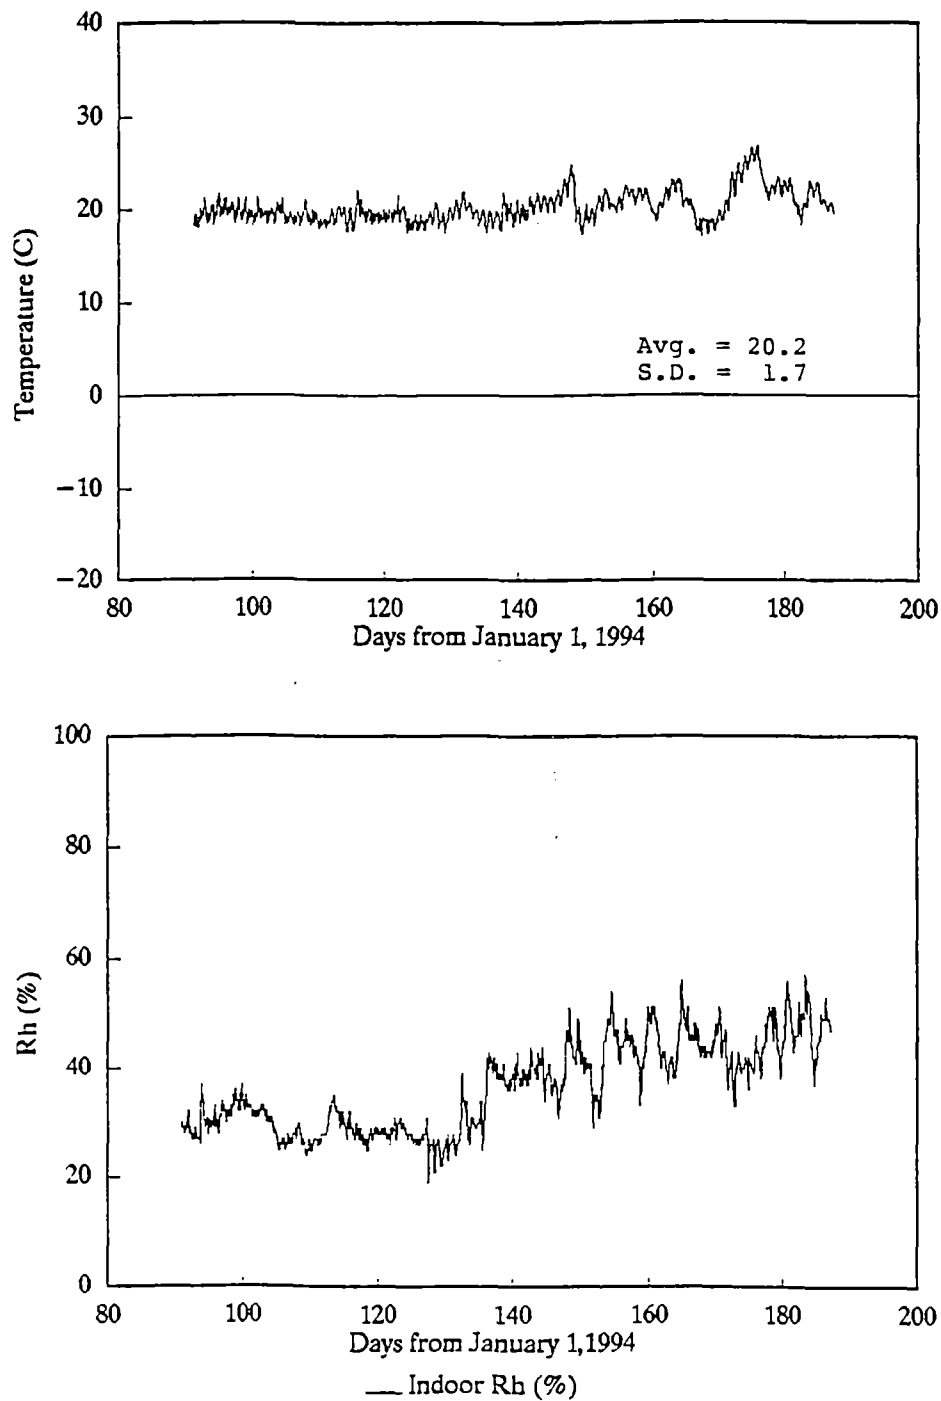 40
30
20
10
0
−10
−20
Temperature (C)
Avg. = 20.2
S.D. = 1.7
80 100 120 140 160 180 200
Days from January 1, 1994
100
80
60
40
20
0
Rh (%)
80 100 120 140 160 180 200
Days from January 1,1994
Indoor Rh (%)